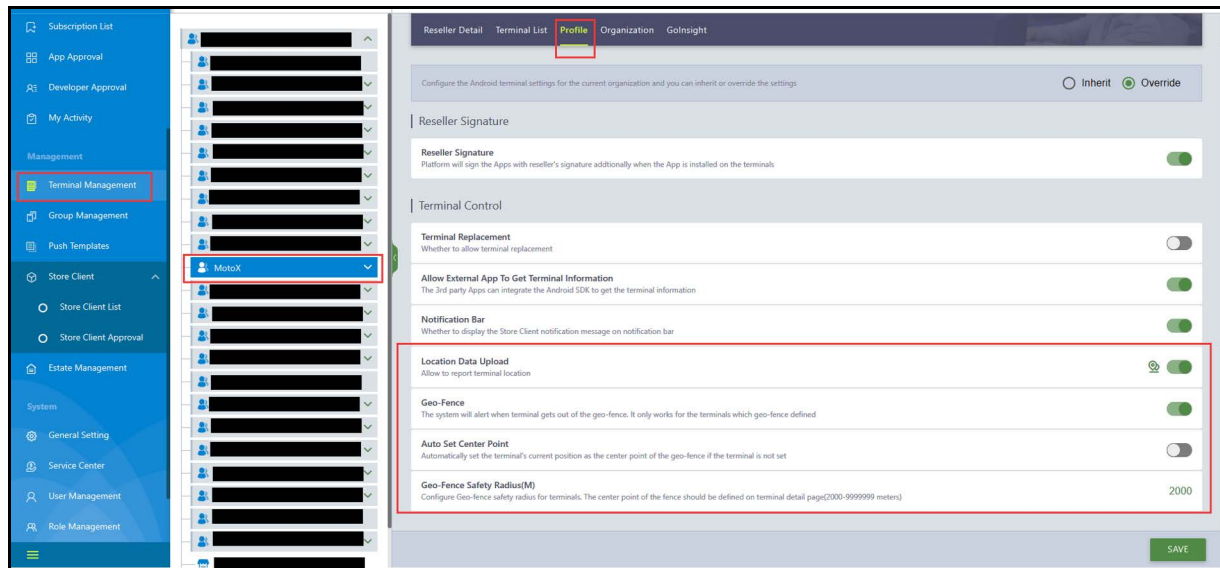 Subscription List
App Approval
Developer Approval
My Activity
Management
Terminal Management
Group Management
Push Templates
Store Client
Store Client List
Store Client Approval
Estate Management
System
General Setting
Service Center
User Management
Role Management
MotoX
Reseller Detail Terminal List Profile Organization GoInsight
Configure the Android terminal settings for the current organization and you can inherit or override the settings
Inherit Override
Reseller Signature
Reseller Signature
Platform will sign the Apps with reseller's signature addtionally when the App is installed on the terminals
Terminal Control
Terminal Replacement
Whether to allow terminal replacement
Allow External App To Get Terminal Information
The 3rd party Apps can integrate the Android SDK to get the terminal information
Notification Bar
Whether to display the Store Client notification message on notification bar
Location Data Upload
Allow to report terminal location
Geo-Fence
The system will alert when terminal gets out of the geo-fence. It only works for the terminals which geo-fence defined
Auto Set Center Point
Automatically set the terminal's current position as the center point of the geo-fence if the terminal is not set
Geo-Fence Safety Radius(M)
Configure Geo-fence safety radius for terminals. The center point of the fence should be defined on terminal detail page(2000-9999999 meters)
2000
SAVE